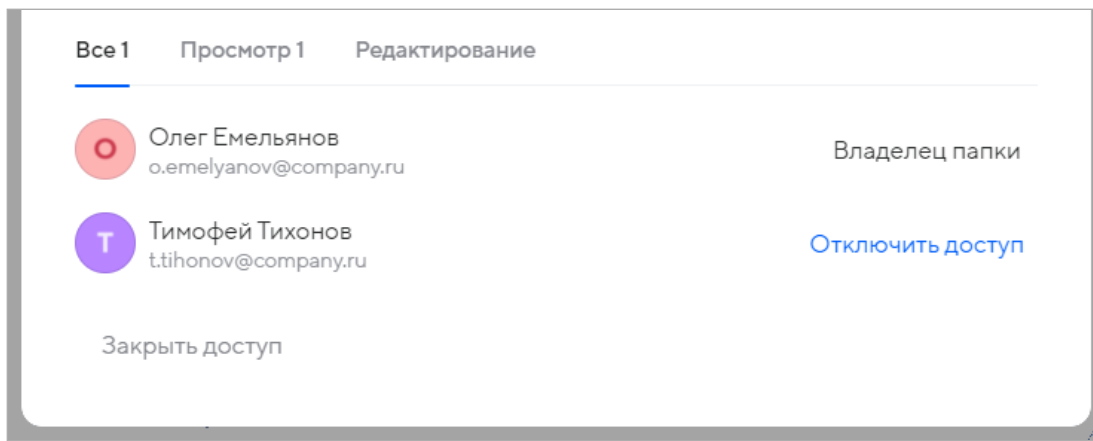 Все 1 Просмотр 1 Редактирование
О
Олег Емельянов
o.emelyanov@company.ru
Владелец папки
Т
Тимофей Тихонов
t.tihonov@company.ru
Отключить доступ
Закрыть доступ